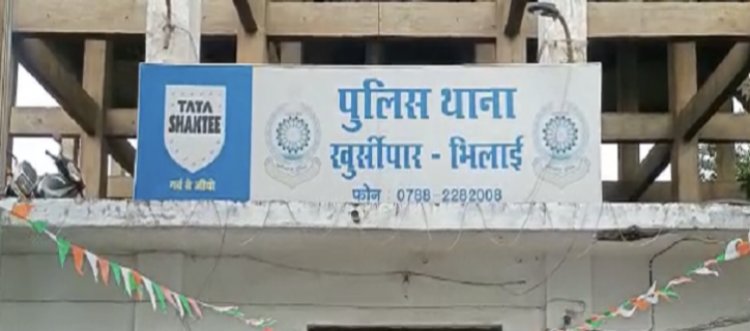 TATA
SHAKTEE
गर्व से जीयो
पुलिस थाना
खुर्सीपार - भिलाई
फोन : 0788 - 2282008